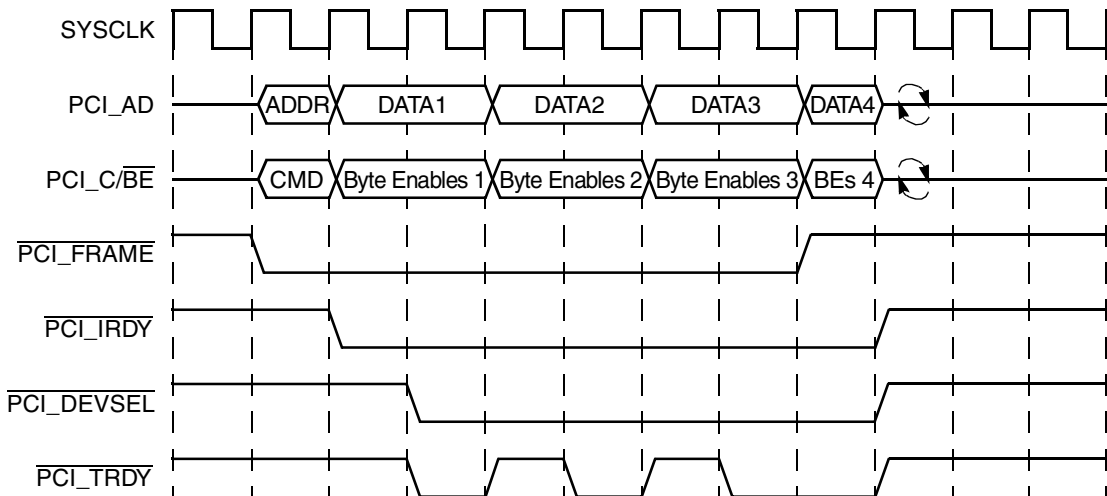 SYSCLK
PCI_AD ADDR DATA1 DATA2 DATA3 DATA4
PCI_C/BE CMD Byte Enables 1 Byte Enables 2 Byte Enables 3 BEs 4
PCI_FRAME
PCI_IRDY
PCI_DEVSEL
PCI_TRDY